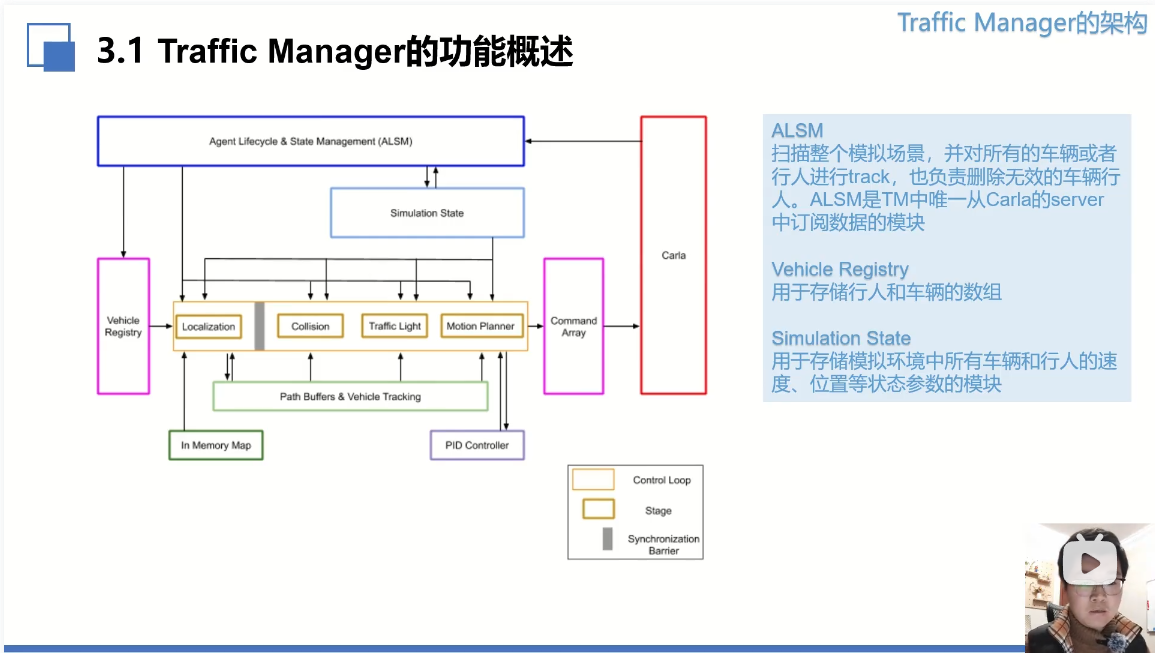 Traffic Manager的架构
3.1 Traffic Manager的功能概述
Agent Lifecycle & State Management (ALSM)
Simulation State
Carla
Vehicle
Registry
Localization
Collision
Traffic Light
Motion Planner
Command
Array
Path Buffers & Vehicle Tracking
In Memory Map
PID Controller
Control Loop
Stage
Synchronization
Barrier
ALSM
扫描整个模拟场景，并对所有的车辆或者
行人进行track，也负责删除无效的车辆行
人。ALSM是TM中唯一从Carla的server
中订阅数据的模块
Vehicle Registry
用于存储行人和车辆的数组
Simulation State
用于存储模拟环境中所有车辆和行人的速
度、位置等状态参数的模块